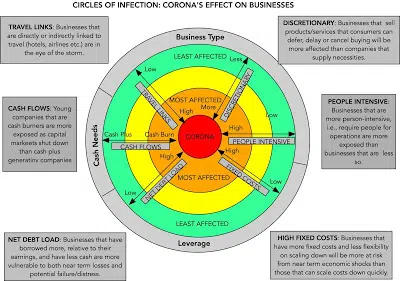 CIRCLES OF INFECTION: CORONA'S EFFECT ON BUSINESSES
TRAVEL LINKS: Businesses that
are directly or indirectly linked to
travel (hotels, airlines etc.) are in
the eye of the storm.
DISCRETIONARY: Businesses that sell
products/services that consumers can
defer, delay or cancel buying will be
more affected than companies that
supply necessities.
Business Type
LEAST AFFECTED
Low
Less
TRAVEL LINKS
MOST AFFECTED
DISCRETIONARY
High
More
CASH FLOWS: Young
companies that are
cash burners are more
exposed as capital
markets shut down
than cash plus
generating companies
PEOPLE INTENSIVE:
Businesses that are
more person-intensive,
i.e., require people for
operations are more
exposed than
businesses that are less
so.
Cash Needs
Cash Plus
Cash Burn
CORONA
High
Low
CASH FLOWS
PEOPLE INTENSIVE
High
High
NET DEBT LOAD
FIXED COSTS
MOST AFFECTED
Low
Low
LEAST AFFECTED
Leverage
NET DEBT LOAD: Businesses that
have borrowed more, relative to their
earnings, and have less cash are more
vulnerable to both near term losses and
potential failure/distress.
HIGH FIXED COSTS: Businesses that
have more fixed costs and less flexibility
on scaling down will be more at risk
from near term economic shocks than
those that can scale costs down quickly.